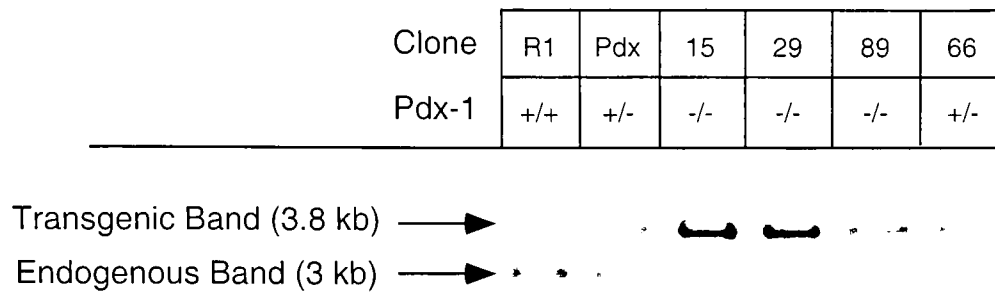 Clone R1 Pdx 15 29 89 66
Pdx-1 +/+ +/- -/- -/- -/- +/-
Transgenic Band (3.8 kb)
Endogenous Band (3 kb)